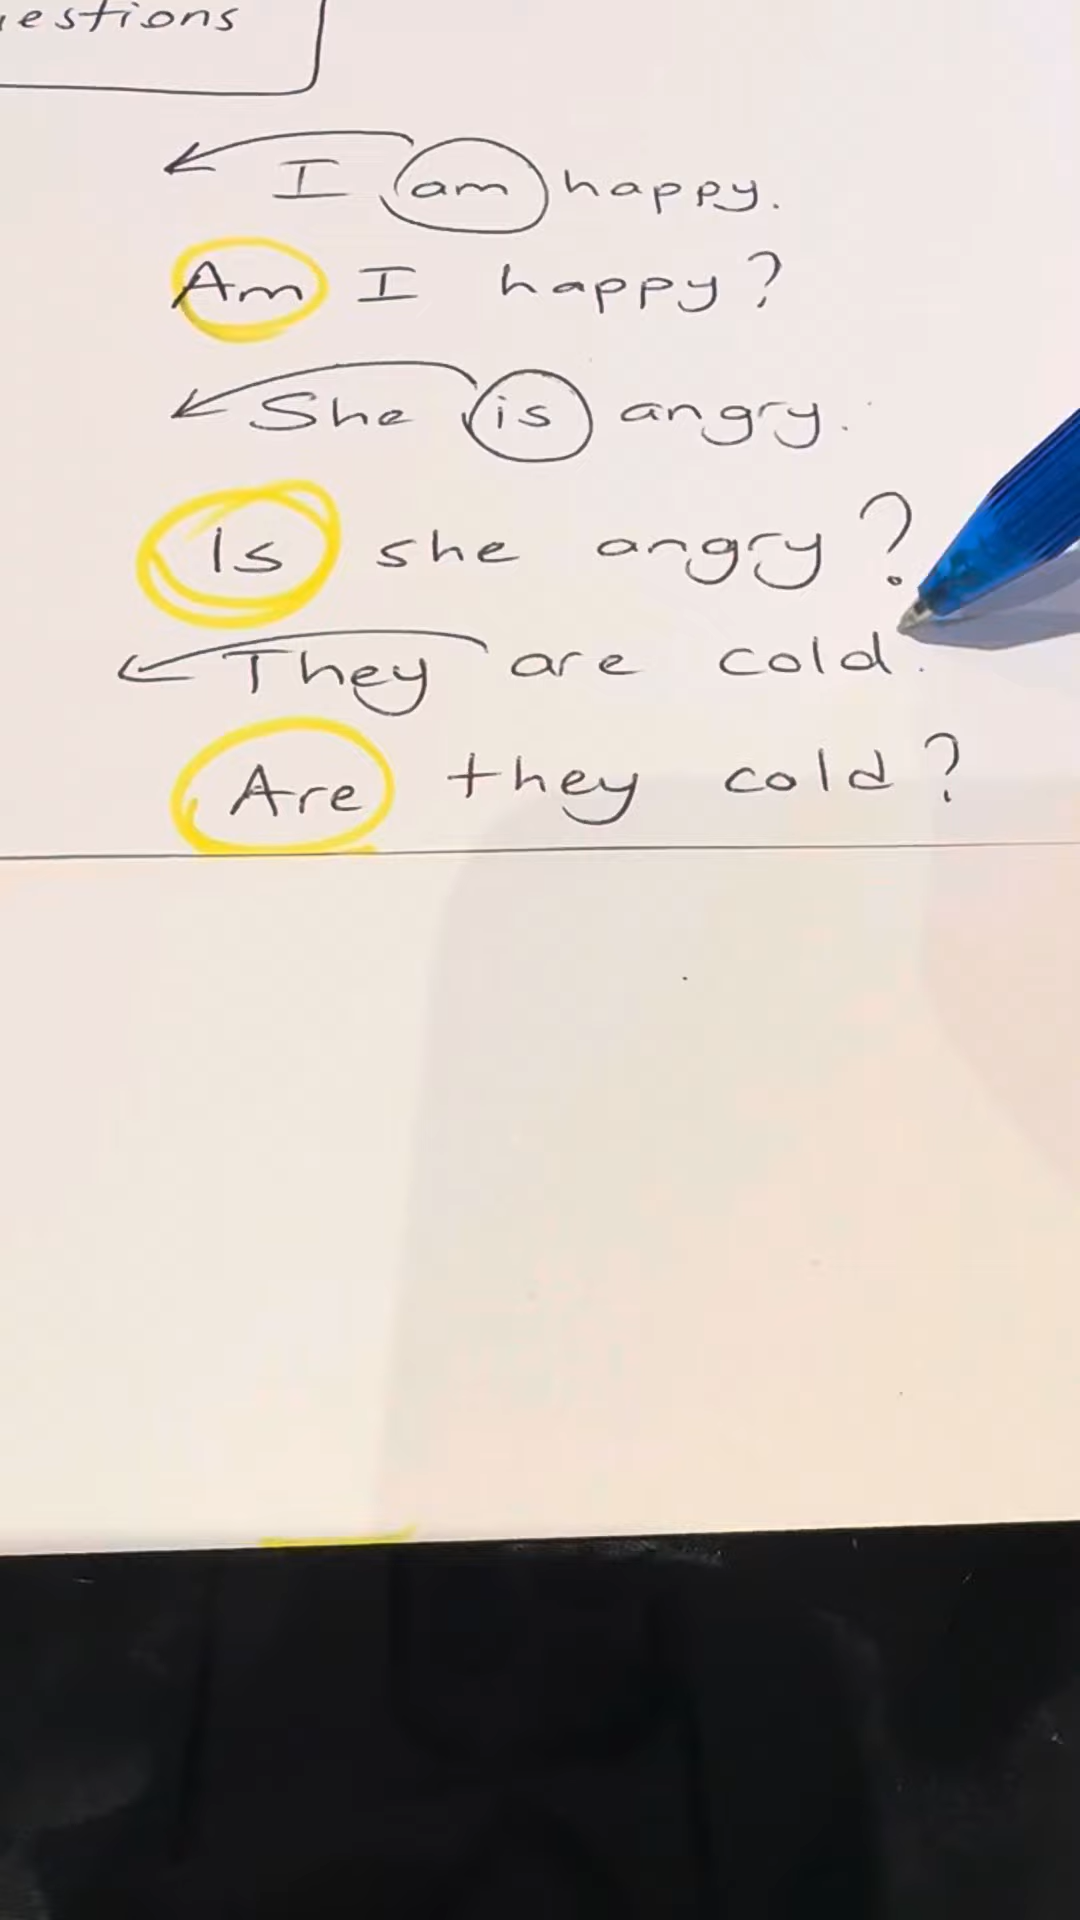 estions
I am happy.
Am I happy?
She is angry.
Is she angry?
They are cold.
Are they cold?